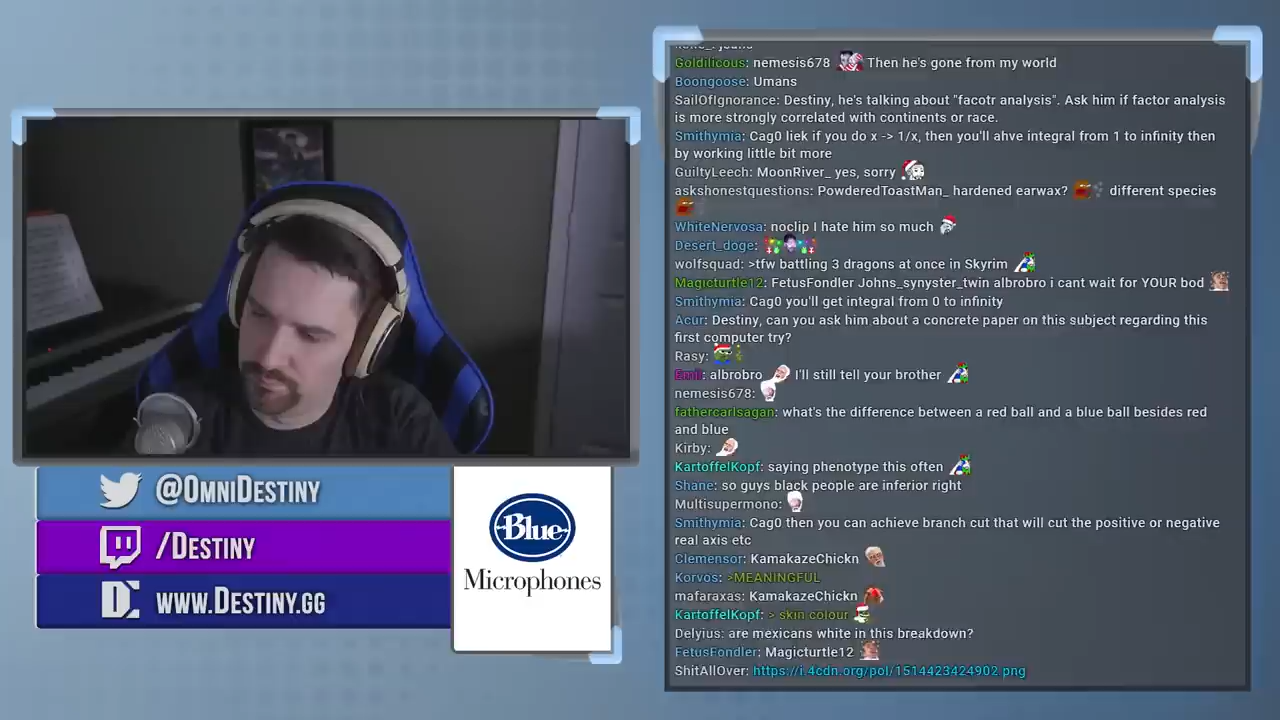 Goldilicous: nemesis678 Then he's gone from my world
Boongoose: Umans
SailOfIgnorance: Destiny, he's talking about "facotr analysis". Ask him if factor analysis
is more strongly correlated with continents or race.
Smithymia: Cag0 liek if you do x -> 1/x, then you'll ahve integral from 1 to infinity then
by working little bit more
GuiltyLeech: MoonRiver_ yes, sorry
askshonestquestions: PowderedToastMan_ hardened earwax? different species
WhiteNervosa: noclip I hate him so much
Desert_doge:
wolfsquad: >tfw battling 3 dragons at once in Skyrim
Magicturtle12: FetusFondler Johns_synyster_twin albrobro i cant wait for YOUR bod
Smithymia: Cag0 you'll get integral from 0 to infinity
Acur: Destiny, can you ask him about a concrete paper on this subject regarding this
first computer try?
Rasy:
Emil: albrobro I'll still tell your brother
nemesis678:
fathercarlsagan: what's the difference between a red ball and a blue ball besides red
and blue
Kirby:
KartoffelKopf: saying phenotype this often
Shane: so guys black people are inferior right
Multisupermono:
Smithymia: Cag0 then you can achieve branch cut that will cut the positive or negative
real axis etc
Clemensor: KamakazeChickn
Korvos: >MEANINGFUL
mafaraxas: KamakazeChickn
KartoffelKopf: > skin colour
Delyius: are mexicans white in this breakdown?
FetusFondler: Magicturtle12
ShitAllOver: https://i.4cdn.org/pol/1514423424902.png
@OmniDestiny
/Destiny
www.Destiny.gg
Blue
Microphones